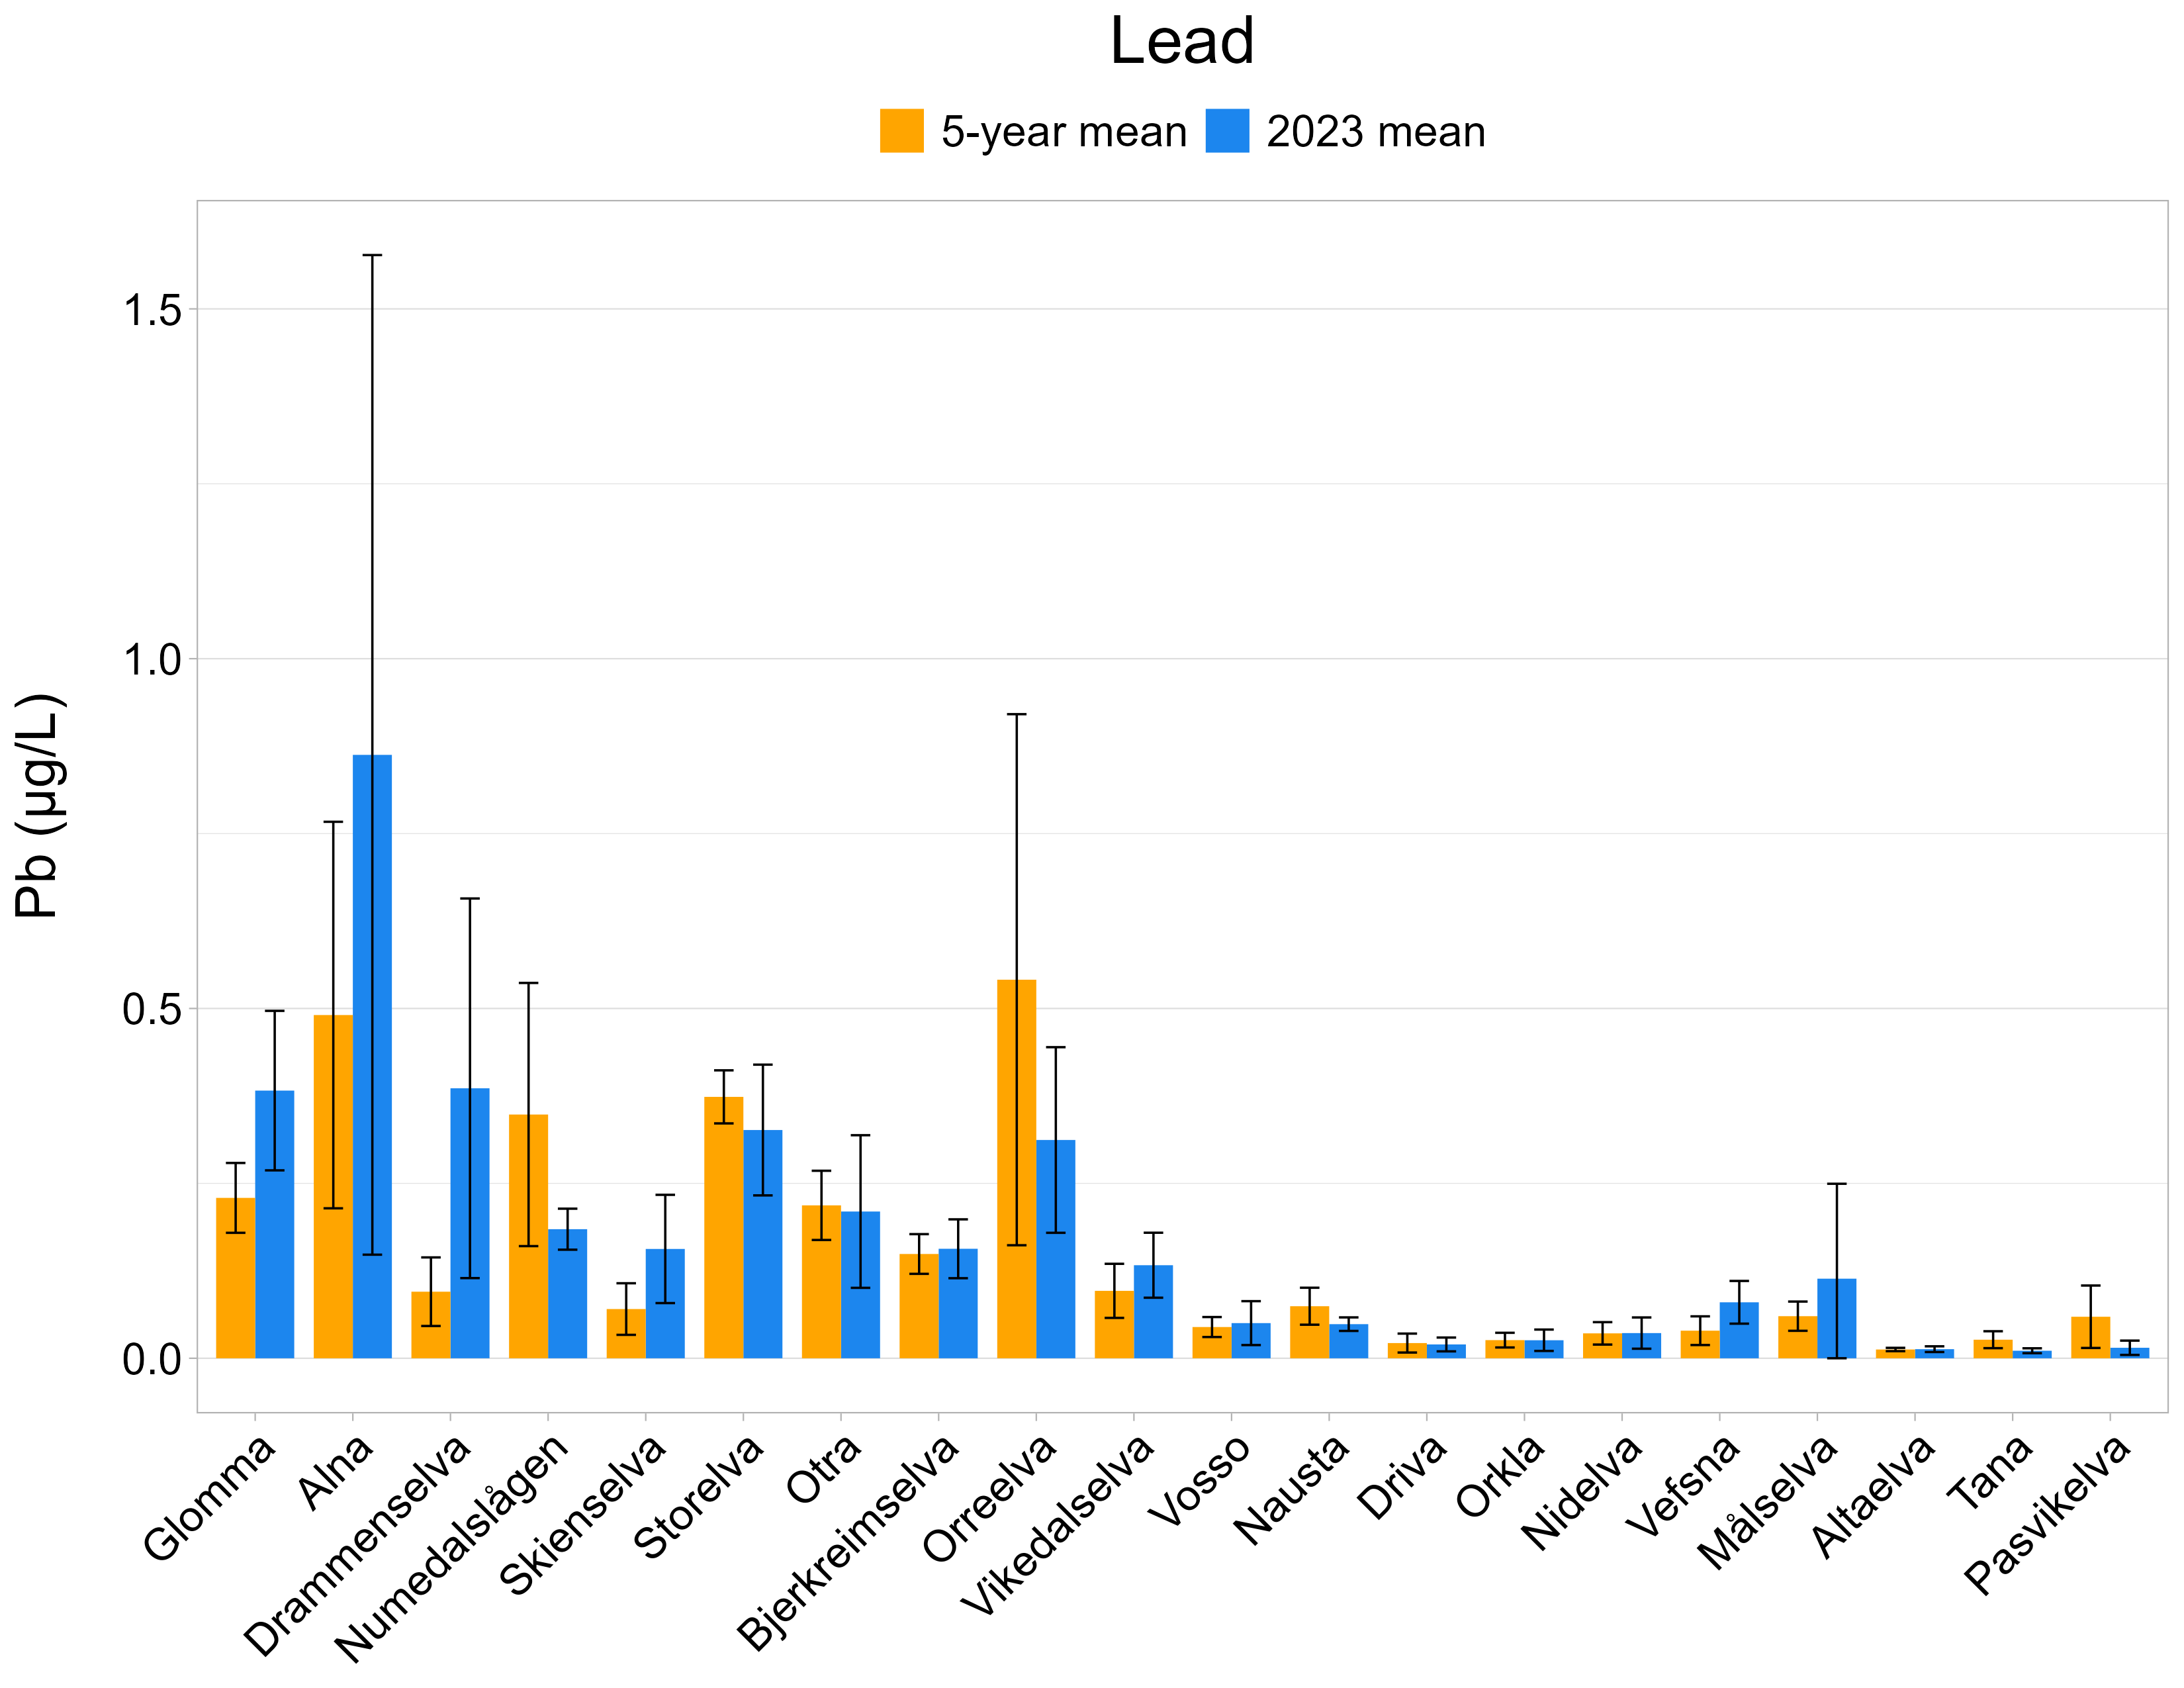 Lead
5-year mean 2023 mean
Pb (µg/L)
1.5
1.0
0.5
0.0
Glomma
Alna
Drammenselva
Numedalslågen
Skienselva
Storelva
Otra
Bjerkreimselva
Orreelva
Vikedalselva
Vosso
Nausta
Driva
Orkla
Nidelva
Vefsna
Målselva
Altaelva
Tana
Pasvikelva